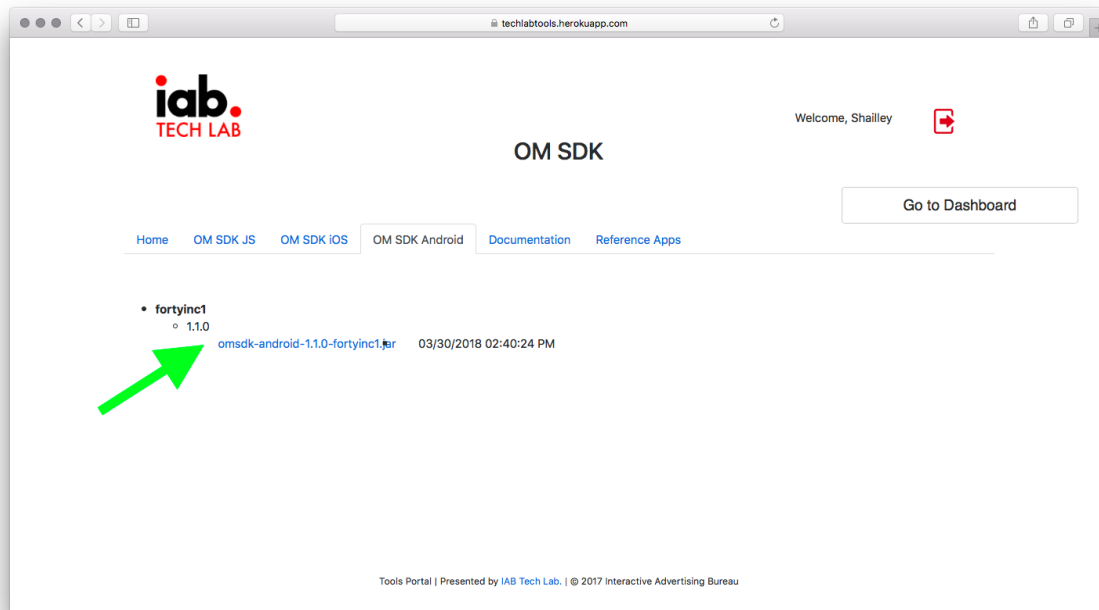 techlabtools.herokuapp.com
iab.
TECH LAB
Welcome, Shailley
OM SDK
Go to Dashboard
Home OM SDK JS OM SDK iOS OM SDK Android Documentation Reference Apps
fortyinc1
1.1.0
omsdk-android-1.1.0-fortyinc1.jar 03/30/2018 02:40:24 PM
Tools Portal | Presented by IAB Tech Lab. | © 2017 Interactive Advertising Bureau